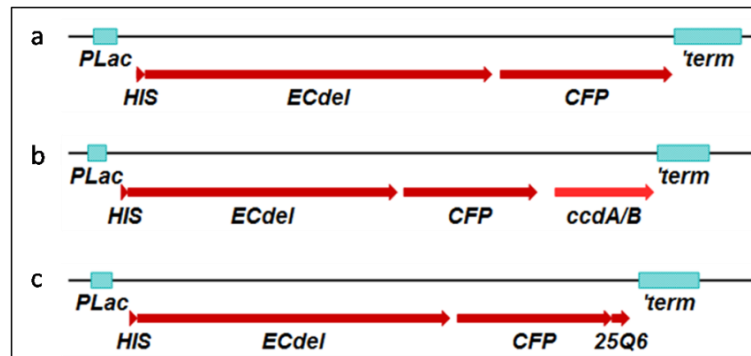 a
PLac 'term
HIS ECdel CFP
b
PLac 'term
HIS ECdel CFP ccdA/B
c
PLac 'term
HIS ECdel CFP 25Q6